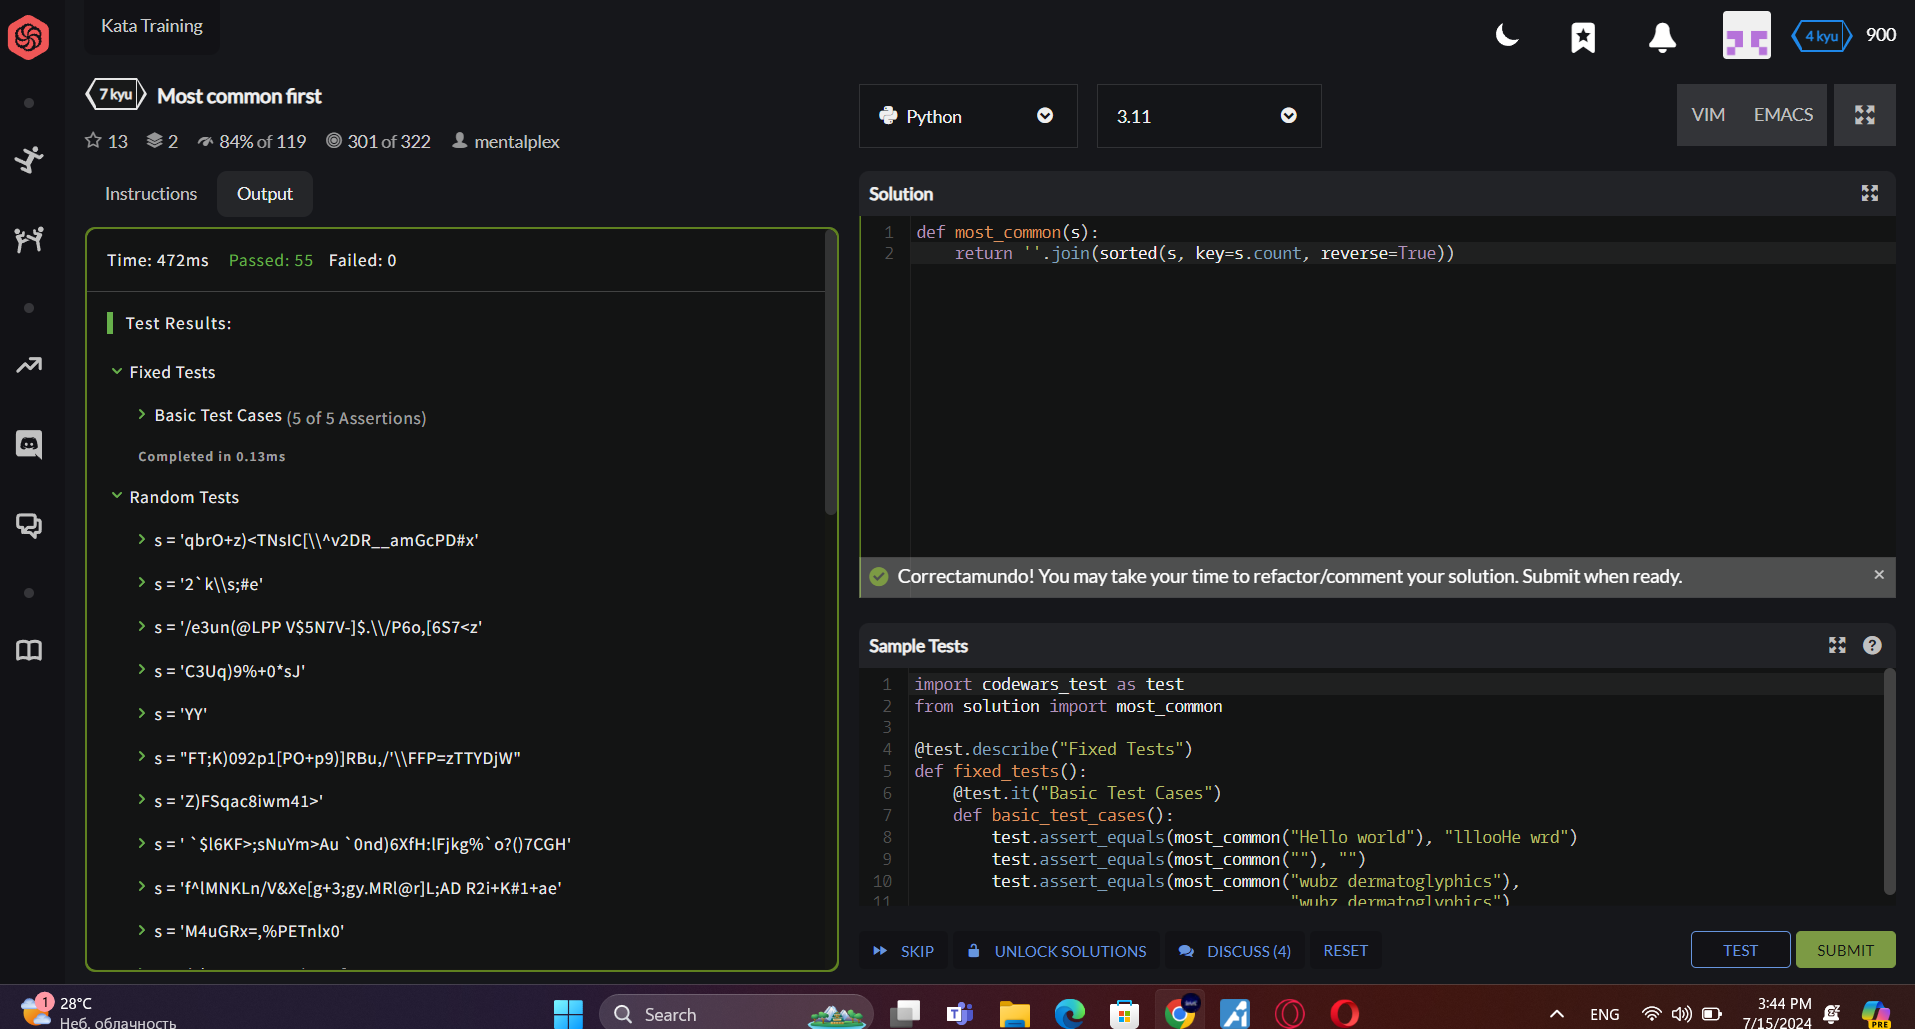 Kata Training
4 kyu 900
7 kyu Most common first
13 2 84% of 119 301 of 322 mentalplex
Python 3.11 VIM EMACS
Instructions Output
Time: 472ms Passed: 55 Failed: 0
Test Results:
Fixed Tests
Basic Test Cases (5 of 5 Assertions)
Completed in 0.13ms
Random Tests
s = 'qbrO+z)<TNsIC[\\^v2DR__amGcPD#x'
s = '2`k\\s;#e'
s = '/e3un(@LPP V$5N7V-]$.\\/P6o,[6S7<z'
s = 'C3Uq)9%+0*sJ'
s = 'YY'
s = "FT;K)092p1[PO+p9)]RBu,/'\\FFP=zTTYDjW"
s = 'Z)FSqac8iwm41>'
s = ' `$l6KF>;sNuYm>Au `0nd)6XfH:lFjkg%`o?()7CGH'
s = 'f^lMNKLn/V&Xe[g+3;gy.MRl@r]L;AD R2i+K#1+ae'
s = 'M4uGRx=,%PETnlx0'
Solution
1 def most_common(s):
2 return ''.join(sorted(s, key=s.count, reverse=True))
Correctamundo! You may take your time to refactor/comment your solution. Submit when ready.
Sample Tests
1 import codewars_test as test
2 from solution import most_common
3
4 @test.describe("Fixed Tests")
5 def fixed_tests():
6 @test.it("Basic Test Cases")
7 def basic_test_cases():
8 test.assert_equals(most_common("Hello world"), "lllooHe wrd")
9 test.assert_equals(most_common(""), "")
10 test.assert_equals(most_common("wubz dermatoglyphics"),
11 "wubz dermatoglyphics")
SKIP UNLOCK SOLUTIONS DISCUSS (4) RESET TEST SUBMIT
1 28°C
Неб. облачность
Search
ENG
3:44 PM
7/15/2024
PRE